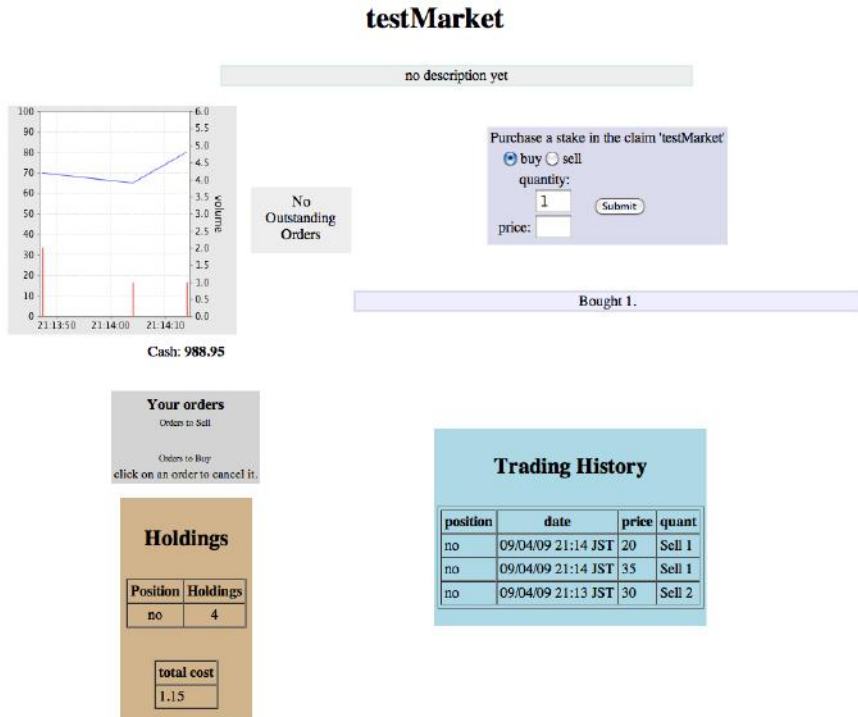 testMarket
no description yet
100
90
80
70
60
50
40
30
20
10
0
6.0
5.5
5.0
4.5
4.0
3.5
3.0
2.5
2.0
1.5
1.0
0.5
0.0
volume
21:13:50 21:14:00 21:14:10
Cash: 988.95
No
Outstanding
Orders
Purchase a stake in the claim 'testMarket'
buy sell
quantity:
1
Submit
price:
Bought 1.
Your orders
Orders to Sell
Orders to Buy
click on an order to cancel it.
Holdings
Position Holdings
no 4
total cost
1.15
Trading History
position date price quant
no 09/04/09 21:14 JST 20 Sell 1
no 09/04/09 21:14 JST 35 Sell 1
no 09/04/09 21:13 JST 30 Sell 2